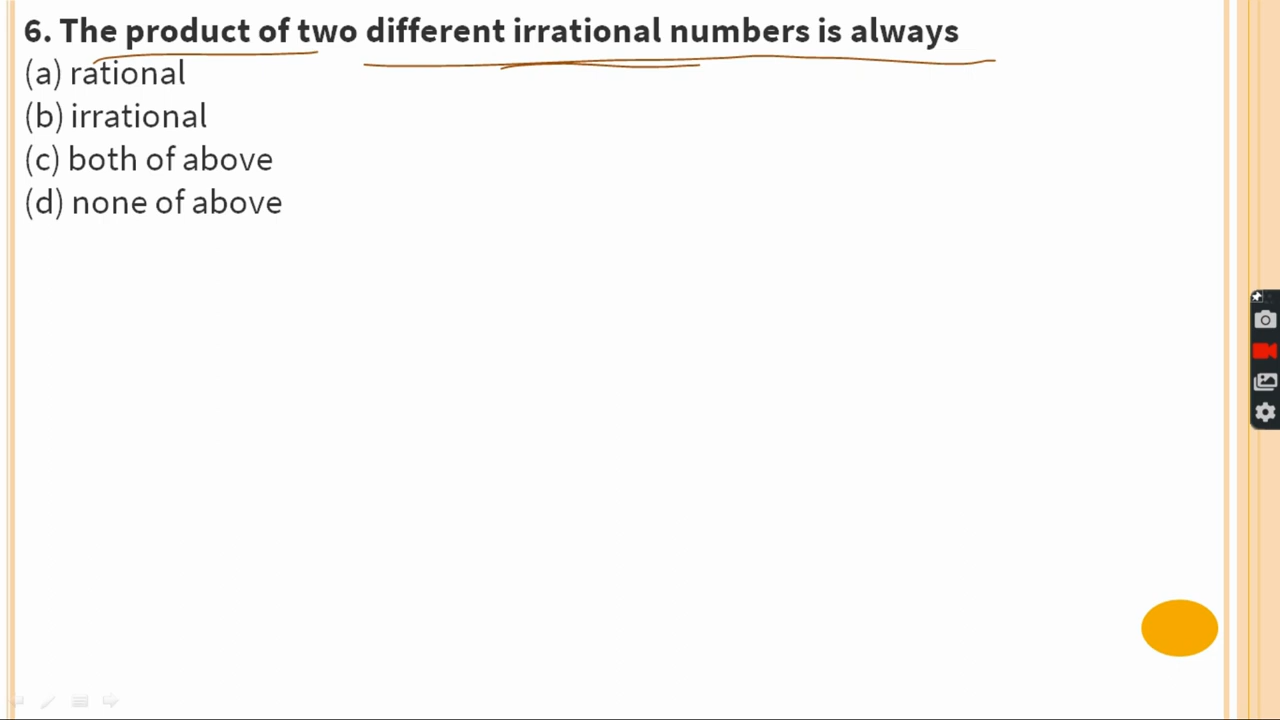 6. The product of two different irrational numbers is always
(a) rational
(b) irrational
(c) both of above
(d) none of above